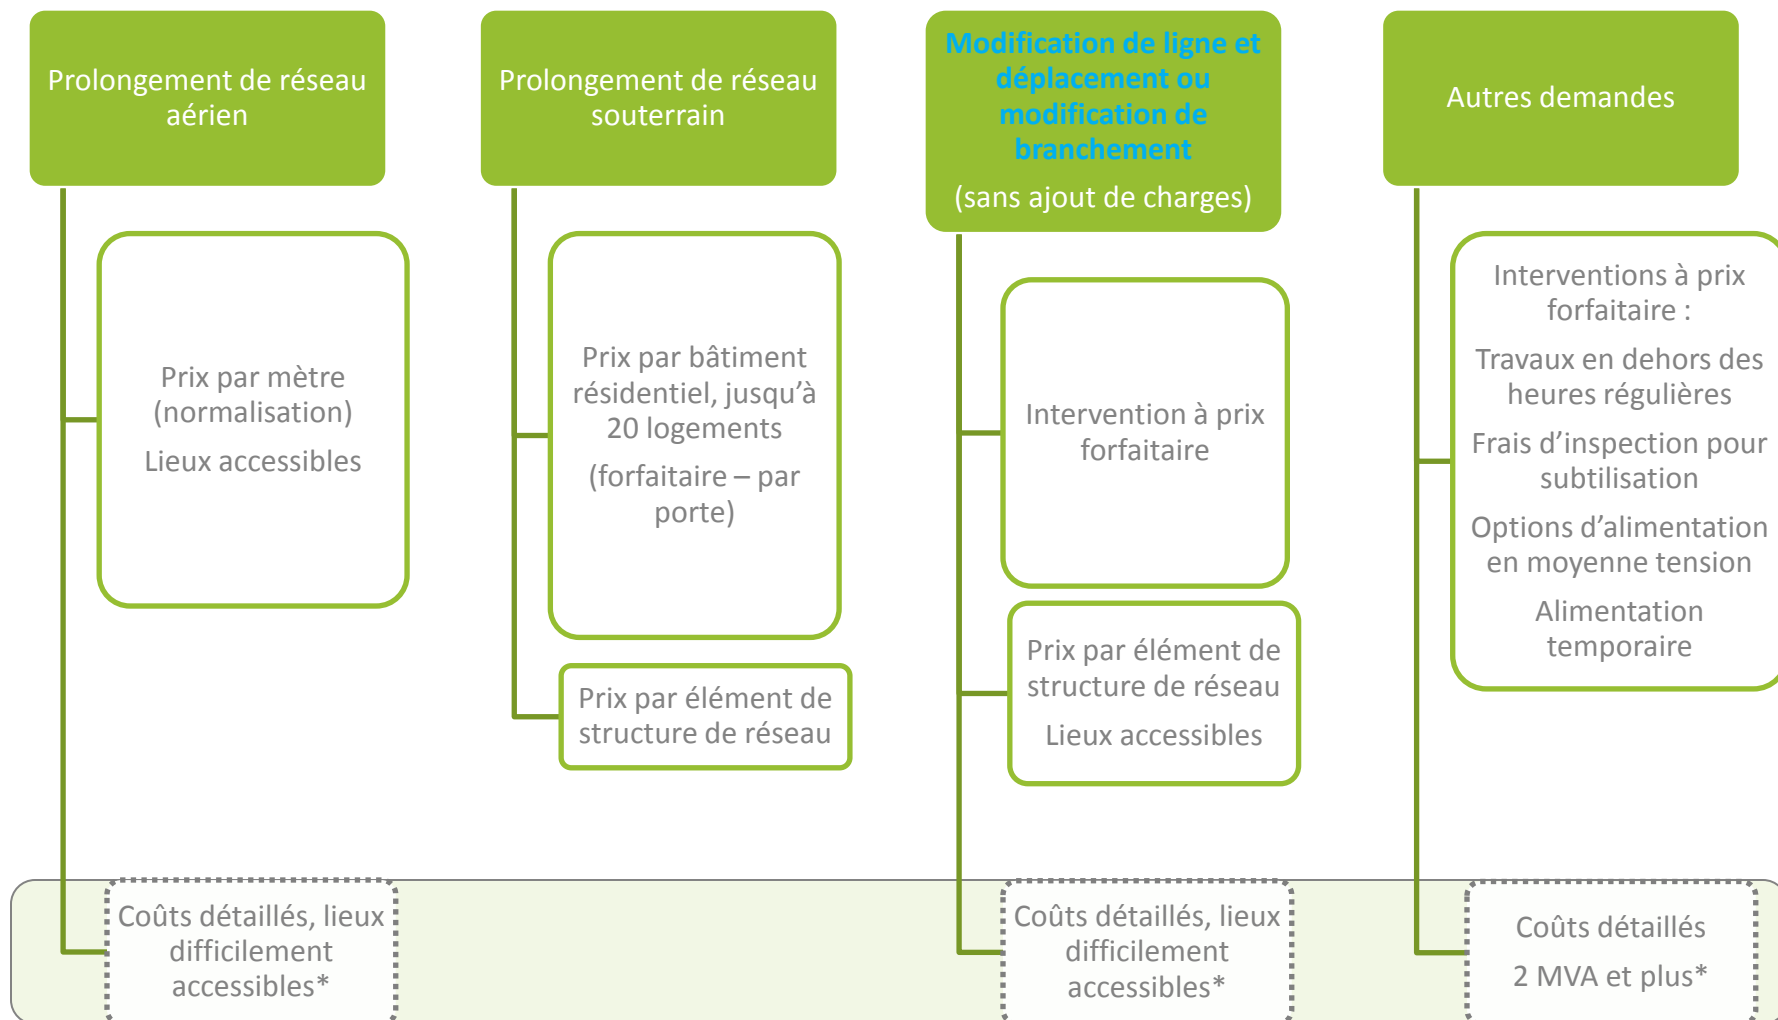 Prolongement de réseau
aérien
Prix par mètre
(normalisation)
Lieux accessibles
Coûts détaillés, lieux
difficilement
accessibles*
Prolongement de réseau
souterrain
Prix par bâtiment
résidentiel, jusqu’à
20 logements
(forfaitaire – par
porte)
Prix par élément de
structure de réseau
Modification de ligne et
déplacement ou
modification de
branchement
(sans ajout de charges)
Intervention à prix
forfaitaire
Prix par élément de
structure de réseau
Lieux accessibles
Coûts détaillés, lieux
difficilement
accessibles*
Autres demandes
Interventions à prix
forfaitaire :
Travaux en dehors des
heures régulières
Frais d’inspection pour
subtilisation
Options d’alimentation
en moyenne tension
Alimentation
temporaire
Coûts détaillés
2 MVA et plus*